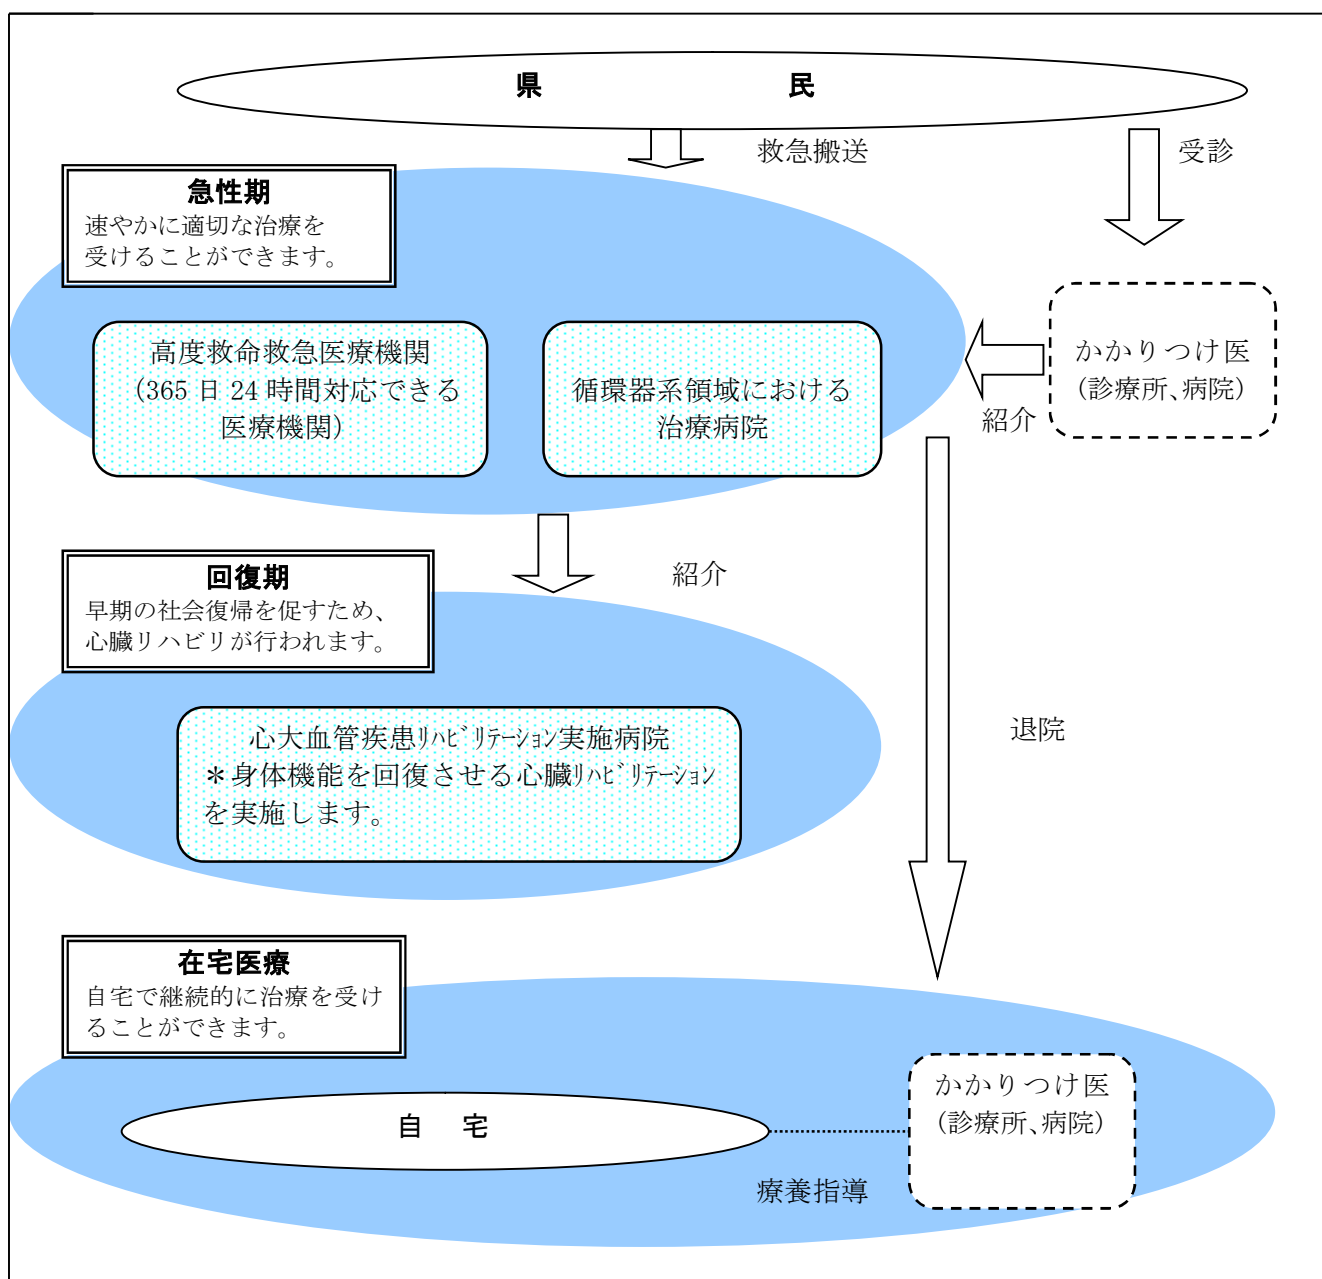 県　民
救急搬送
受診
急性期
速やかに適切な治療を
受けることができます。
高度救命救急医療機関
（365 日 24 時間対応できる
医療機関）
循環器系領域における
治療病院
かかりつけ医
（診療所、病院）
紹介
紹介
回復期
早期の社会復帰を促すため、
心臓リハビリが行われます。
心大血管疾患ﾘﾊﾋﾞﾘﾃｰｼｮﾝ実施病院
＊身体機能を回復させる心臓ﾘﾊﾋﾞﾘﾃｰｼｮﾝ
を実施します。
退院
在宅医療
自宅で継続的に治療を受け
ることができます。
自　宅
かかりつけ医
（診療所、病院）
療養指導